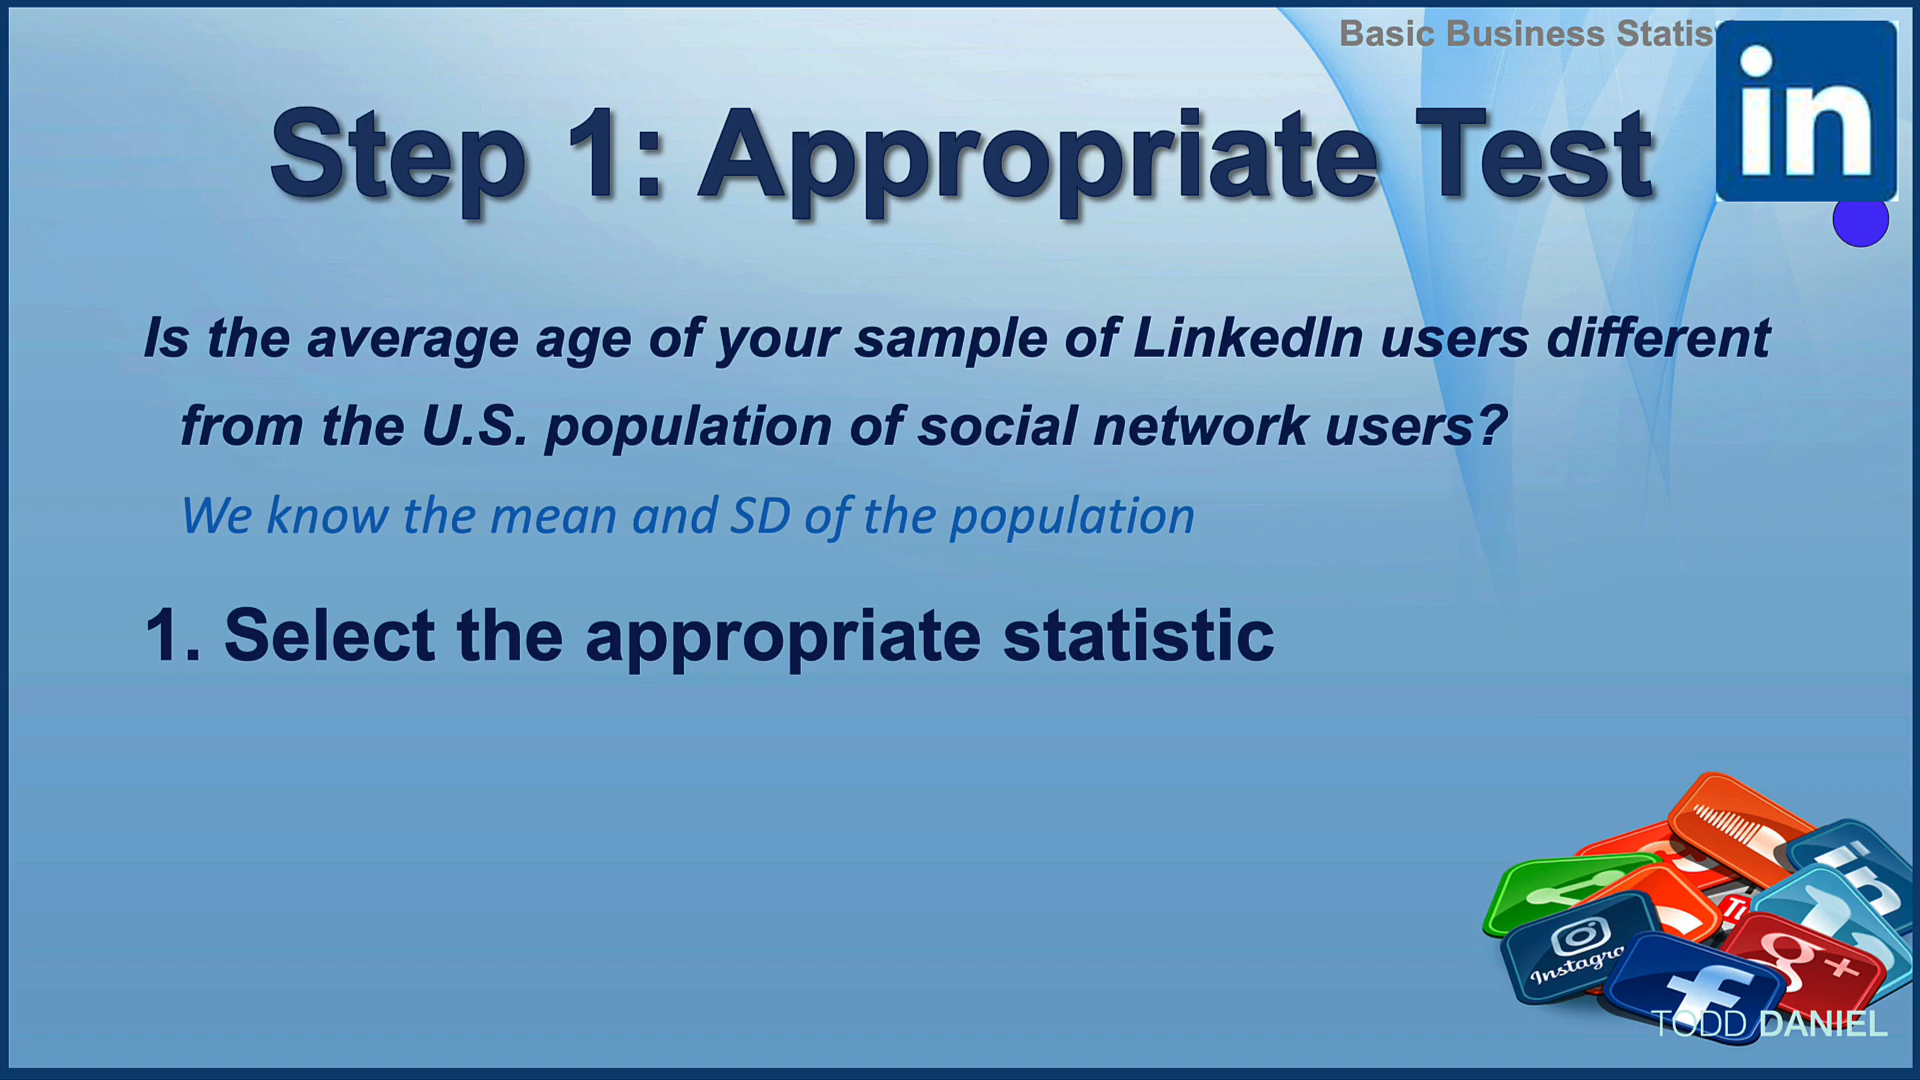 Basic Business Statis
in
Step 1: Appropriate Test
Is the average age of your sample of LinkedIn users different
from the U.S. population of social network users?
We know the mean and SD of the population
1. Select the appropriate statistic
in
Instagra
g+
f
TODD DANIEL